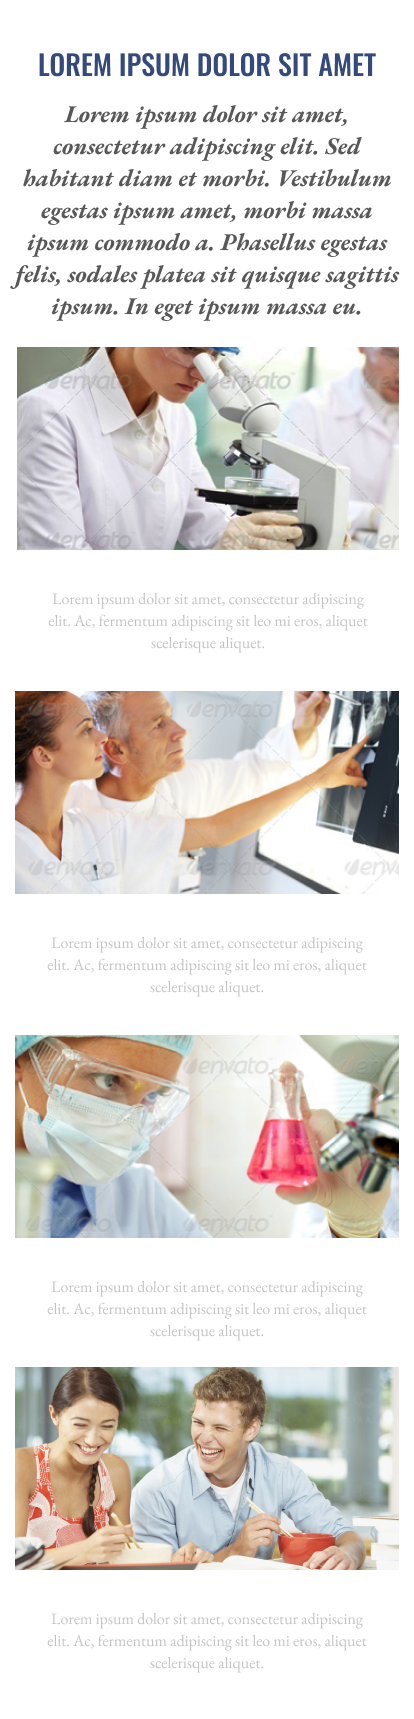 LOREM IPSUM DOLOR SIT AMET
Lorem ipsum dolor sit amet,
consectetur adipiscing elit. Sed
habitant diam et morbi. Vestibulum
egestas ipsum amet, morbi massa
ipsum commodo a. Phasellus egestas
felis, sodales platea sit quisque sagittis
ipsum. In eget ipsum massa eu.
envato envato
envato envato
Lorem ipsum dolor sit amet, consectetur adipiscing
elit. Ac, fermentum adipiscing sit leo mi eros, aliquet
scelerisque aliquet.
envato envato
envato envato envato
Lorem ipsum dolor sit amet, consectetur adipiscing
elit. Ac, fermentum adipiscing sit leo mi eros, aliquet
scelerisque aliquet.
envato envato
envato envato
Lorem ipsum dolor sit amet, consectetur adipiscing
elit. Ac, fermentum adipiscing sit leo mi eros, aliquet
scelerisque aliquet.
Lorem ipsum dolor sit amet, consectetur adipiscing
elit. Ac, fermentum adipiscing sit leo mi eros, aliquet
scelerisque aliquet.